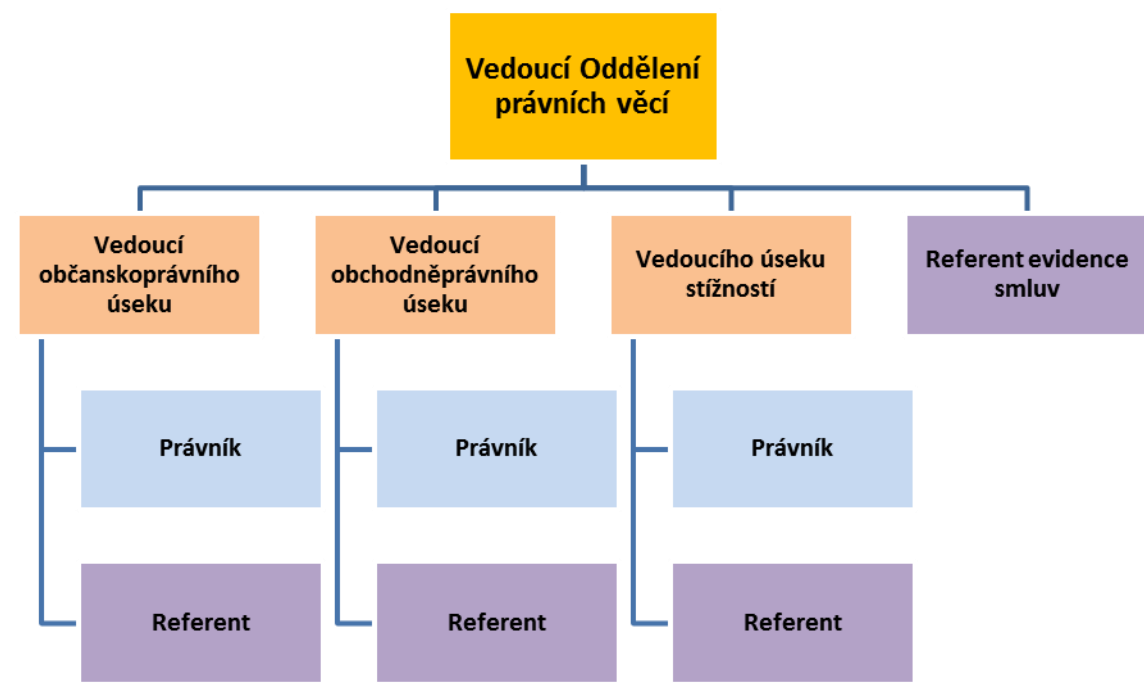 Vedoucí Oddělení
právních věcí
Vedoucí
občanskoprávního
úseku
Vedoucí
obchodněprávního
úseku
Vedoucího úseku
stížností
Referent evidence
smluv
Právník
Právník
Právník
Referent
Referent
Referent